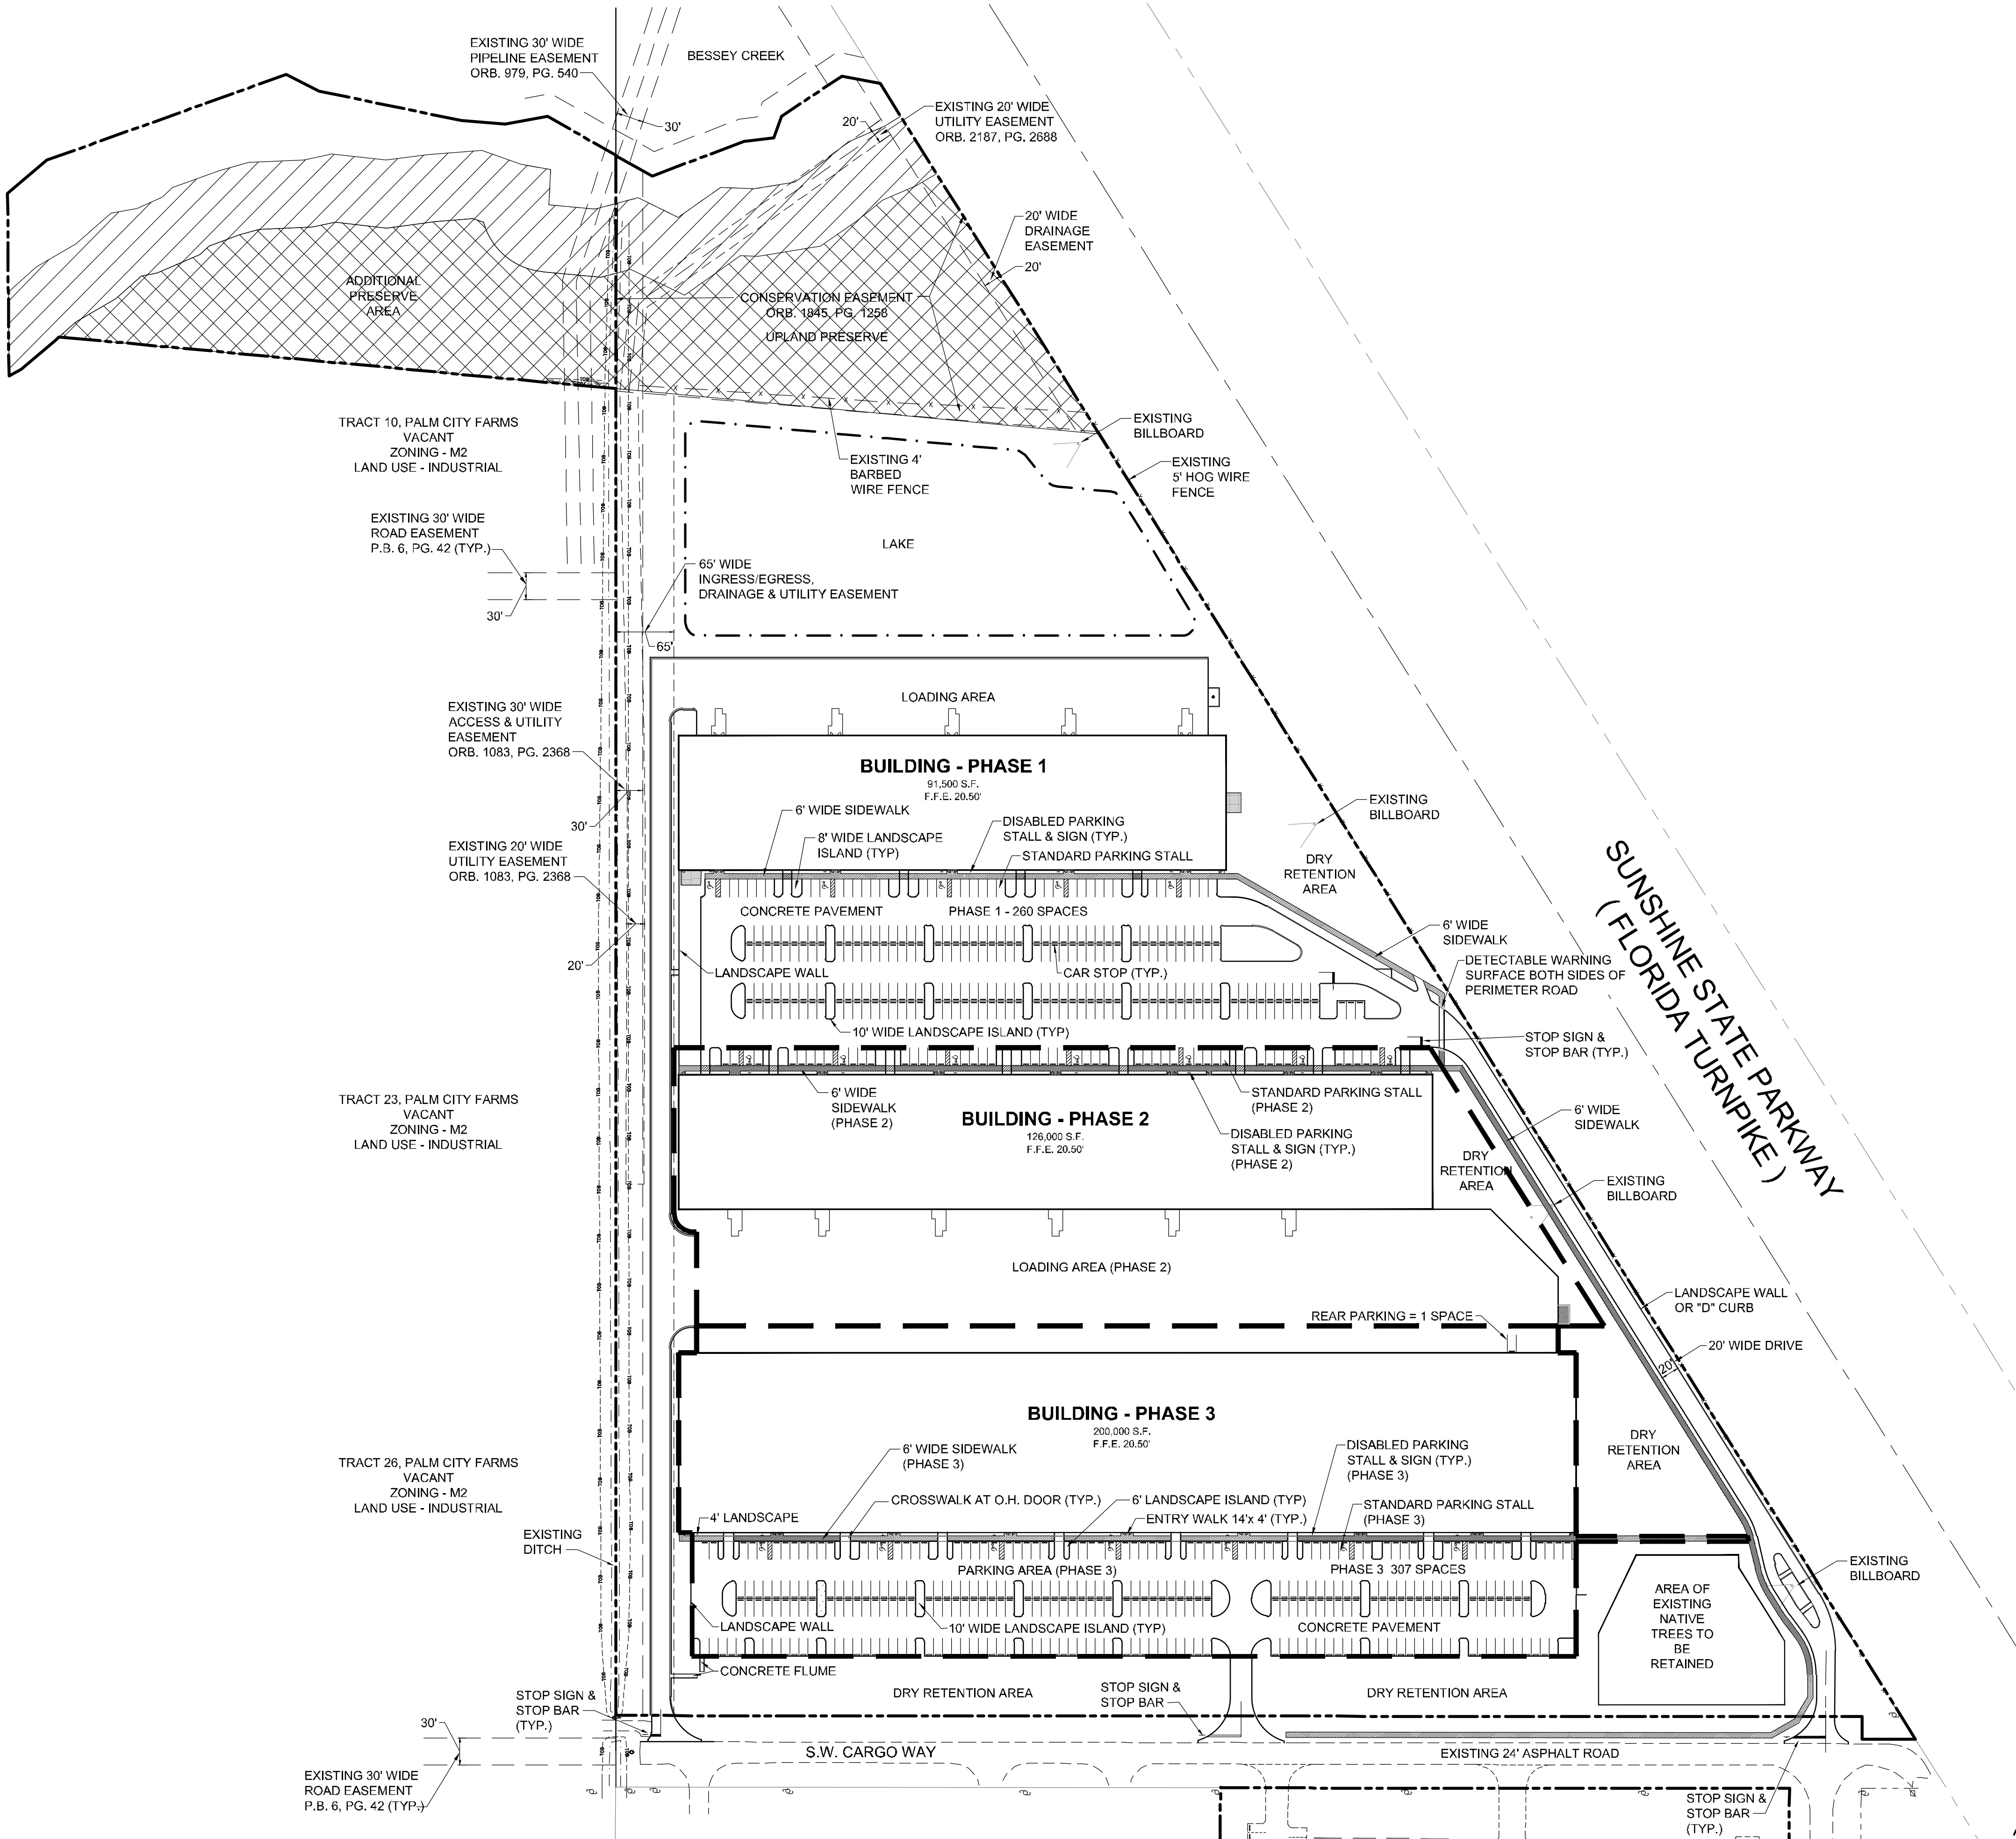 EXISTING 30' WIDE
PIPELINE EASEMENT
ORB. 979, PG. 540
BESSEY CREEK
30'
20'
EXISTING 20' WIDE
UTILITY EASEMENT
ORB. 2187, PG. 2688
20' WIDE
DRAINAGE
EASEMENT
20'
ADDITIONAL
PRESERVE
AREA
CONSERVATION EASEMENT
ORB. 1845, PG. 1258
UPLAND PRESERVE
TRACT 10, PALM CITY FARMS
VACANT
ZONING - M2
LAND USE - INDUSTRIAL
EXISTING
BILLBOARD
EXISTING 4'
BARBED
WIRE FENCE
EXISTING
5' HOG WIRE
FENCE
EXISTING 30' WIDE
ROAD EASEMENT
P.B. 6, PG. 42 (TYP.)
30'
LAKE
65' WIDE
INGRESS/EGRESS,
DRAINAGE & UTILITY EASEMENT
65'
LOADING AREA
EXISTING 30' WIDE
ACCESS & UTILITY
EASEMENT
ORB. 1083, PG. 2368
30'
BUILDING - PHASE 1
91,500 S.F.
F.F.E. 20.50'
6' WIDE SIDEWALK
8' WIDE LANDSCAPE
ISLAND (TYP)
DISABLED PARKING
STALL & SIGN (TYP.)
STANDARD PARKING STALL
EXISTING
BILLBOARD
DRY
RETENTION
AREA
EXISTING 20' WIDE
UTILITY EASEMENT
ORB. 1083, PG. 2368
20'
CONCRETE PAVEMENT
PHASE 1 - 260 SPACES
SUNSHINE STATE PARKWAY
( FLORIDA TURNPIKE )
6' WIDE
SIDEWALK
LANDSCAPE WALL
CAR STOP (TYP.)
DETECTABLE WARNING
SURFACE BOTH SIDES OF
PERIMETER ROAD
10' WIDE LANDSCAPE ISLAND (TYP)
STOP SIGN &
STOP BAR (TYP.)
TRACT 23, PALM CITY FARMS
VACANT
ZONING - M2
LAND USE - INDUSTRIAL
6' WIDE
SIDEWALK
(PHASE 2)
BUILDING - PHASE 2
126,000 S.F.
F.F.E. 20.50'
STANDARD PARKING STALL
(PHASE 2)
DISABLED PARKING
STALL & SIGN (TYP.)
(PHASE 2)
6' WIDE
SIDEWALK
DRY
RETENTION
AREA
EXISTING
BILLBOARD
LOADING AREA (PHASE 2)
REAR PARKING = 1 SPACE
LANDSCAPE WALL
OR "D" CURB
20' WIDE DRIVE
20'
BUILDING - PHASE 3
200,000 S.F.
F.F.E. 20.50'
TRACT 26, PALM CITY FARMS
VACANT
ZONING - M2
LAND USE - INDUSTRIAL
6' WIDE SIDEWALK
(PHASE 3)
CROSSWALK AT O.H. DOOR (TYP.)
6' LANDSCAPE ISLAND (TYP)
ENTRY WALK 14'x 4' (TYP.)
DISABLED PARKING
STALL & SIGN (TYP.)
(PHASE 3)
STANDARD PARKING STALL
(PHASE 3)
DRY
RETENTION
AREA
4' LANDSCAPE
EXISTING
DITCH
PARKING AREA (PHASE 3)
PHASE 3 307 SPACES
LANDSCAPE WALL
10' WIDE LANDSCAPE ISLAND (TYP)
CONCRETE PAVEMENT
AREA OF
EXISTING
NATIVE
TREES TO
BE
RETAINED
EXISTING
BILLBOARD
CONCRETE FLUME
DRY RETENTION AREA
STOP SIGN &
STOP BAR
DRY RETENTION AREA
STOP SIGN &
STOP BAR
(TYP.)
30'
S.W. CARGO WAY
EXISTING 24' ASPHALT ROAD
EXISTING 30' WIDE
ROAD EASEMENT
P.B. 6, PG. 42 (TYP.)
STOP SIGN &
STOP BAR
(TYP.)